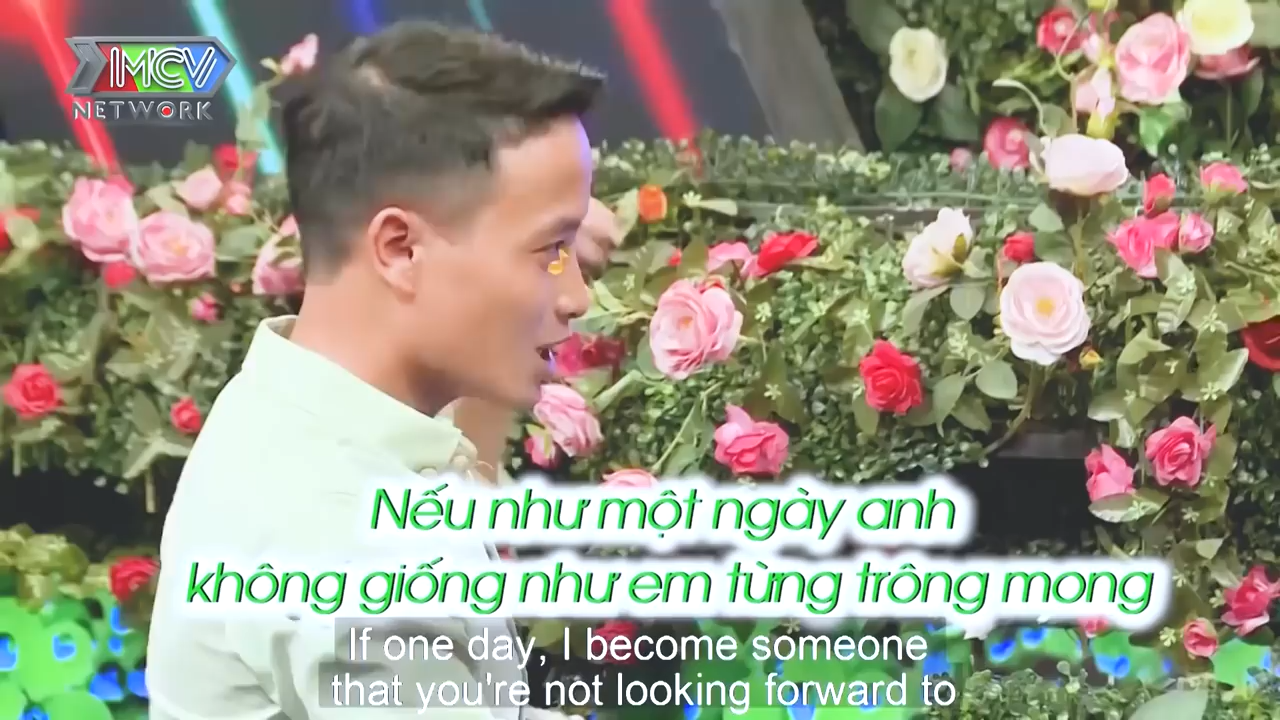 MCV
NETWORK
Nếu như một ngày anh
không giống như em từng trông mong
If one day, I become someone
that you're not looking forward to